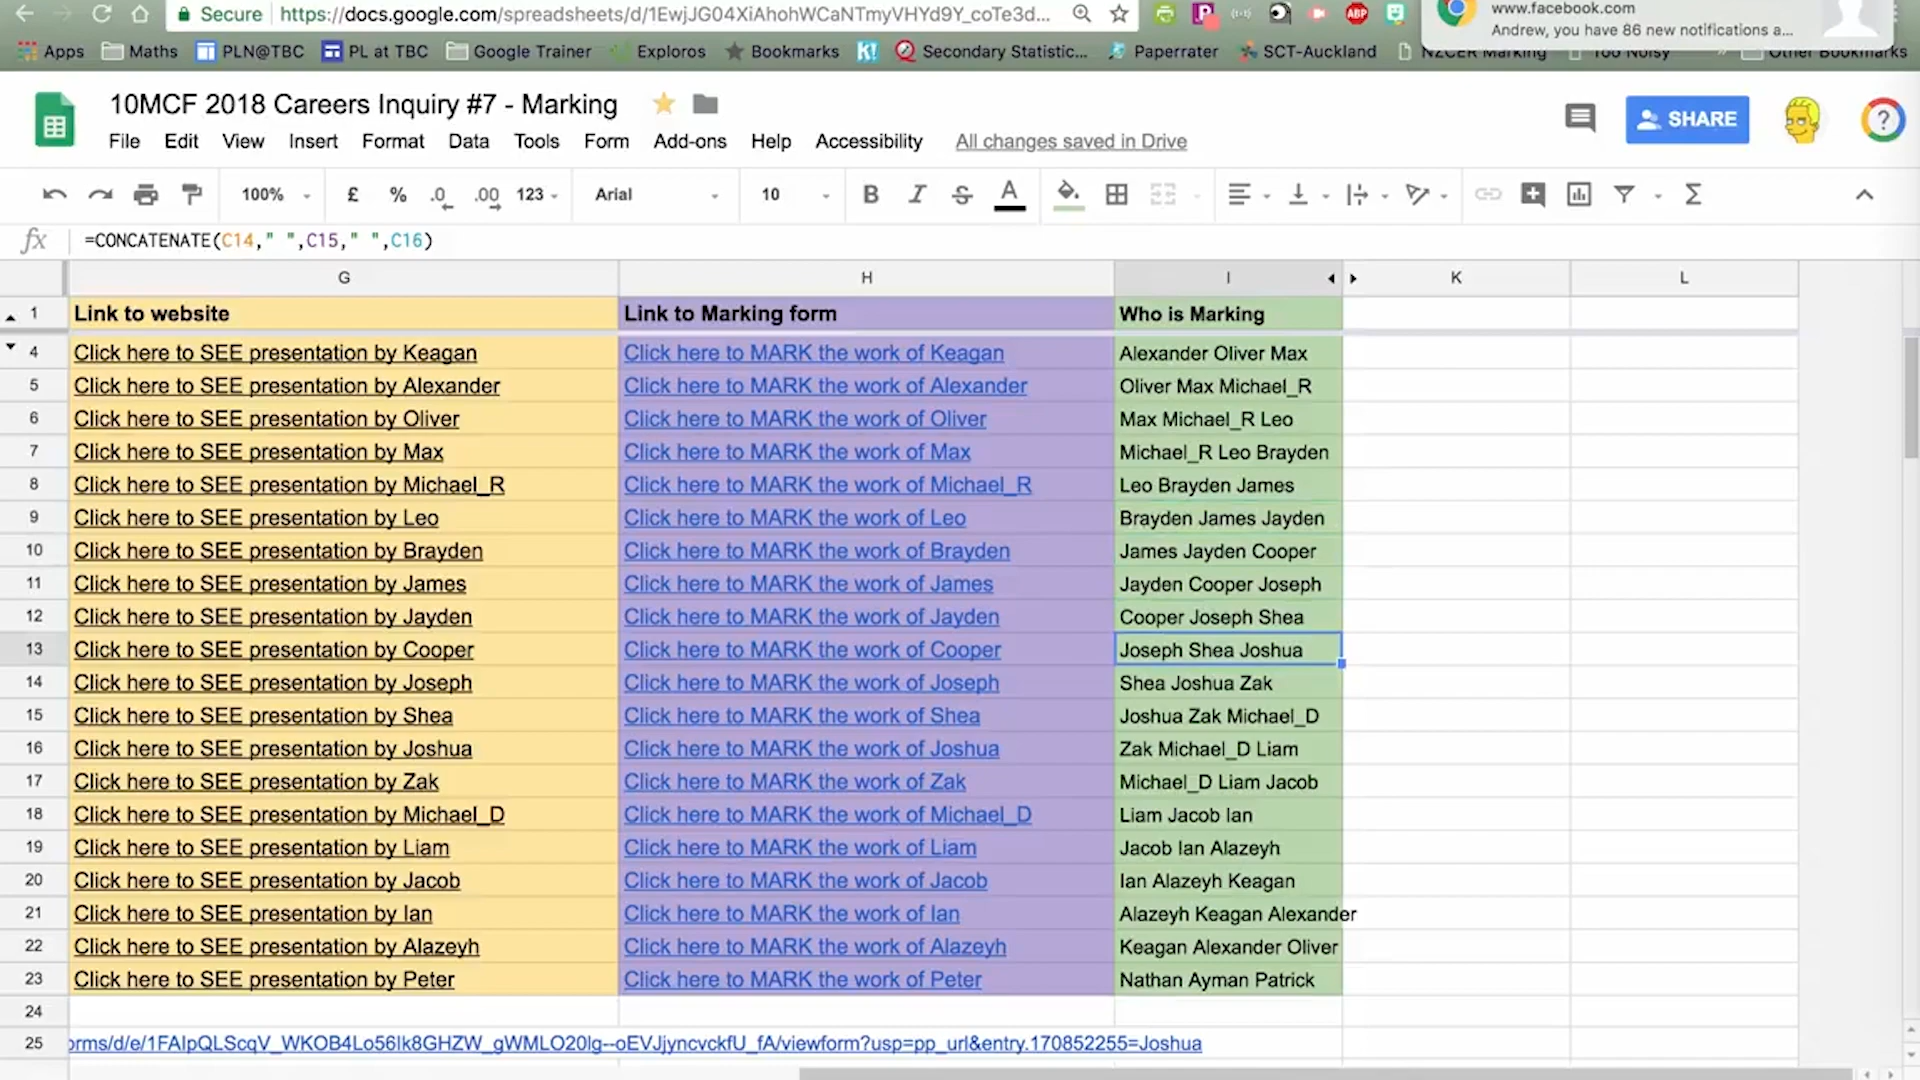 Secure https://docs.google.com/spreadsheets/d/1EwjJG04XiAhohWCaNTmyVHYd9Y_coTe3d...
www.facebook.com
Andrew, you have 86 new notifications a...
Apps Maths PLN@TBC PL at TBC Google Trainer Exploros Bookmarks K! Secondary Statistic... Paperrater SCT-Auckland NZCER Marking Too Noisy Other Bookmarks
ABP
10MCF 2018 Careers Inquiry #7 - Marking
SHARE
File Edit View Insert Format Data Tools Form Add-ons Help Accessibility All changes saved in Drive
100% £ % .0 .00 123 Arial 10 B I S A Σ
fx =CONCATENATE(C14," ",C15," ",C16)
G H I K L
1 Link to website Link to Marking form Who is Marking
4 Click here to SEE presentation by Keagan Click here to MARK the work of Keagan Alexander Oliver Max
5 Click here to SEE presentation by Alexander Click here to MARK the work of Alexander Oliver Max Michael_R
6 Click here to SEE presentation by Oliver Click here to MARK the work of Oliver Max Michael_R Leo
7 Click here to SEE presentation by Max Click here to MARK the work of Max Michael_R Leo Brayden
8 Click here to SEE presentation by Michael_R Click here to MARK the work of Michael_R Leo Brayden James
9 Click here to SEE presentation by Leo Click here to MARK the work of Leo Brayden James Jayden
10 Click here to SEE presentation by Brayden Click here to MARK the work of Brayden James Jayden Cooper
11 Click here to SEE presentation by James Click here to MARK the work of James Jayden Cooper Joseph
12 Click here to SEE presentation by Jayden Click here to MARK the work of Jayden Cooper Joseph Shea
13 Click here to SEE presentation by Cooper Click here to MARK the work of Cooper Joseph Shea Joshua
14 Click here to SEE presentation by Joseph Click here to MARK the work of Joseph Shea Joshua Zak
15 Click here to SEE presentation by Shea Click here to MARK the work of Shea Joshua Zak Michael_D
16 Click here to SEE presentation by Joshua Click here to MARK the work of Joshua Zak Michael_D Liam
17 Click here to SEE presentation by Zak Click here to MARK the work of Zak Michael_D Liam Jacob
18 Click here to SEE presentation by Michael_D Click here to MARK the work of Michael_D Liam Jacob Ian
19 Click here to SEE presentation by Liam Click here to MARK the work of Liam Jacob Ian Alazeyh
20 Click here to SEE presentation by Jacob Click here to MARK the work of Jacob Ian Alazeyh Keagan
21 Click here to SEE presentation by Ian Click here to MARK the work of Ian Alazeyh Keagan Alexander
22 Click here to SEE presentation by Alazeyh Click here to MARK the work of Alazeyh Keagan Alexander Oliver
23 Click here to SEE presentation by Peter Click here to MARK the work of Peter Nathan Ayman Patrick
24
25 orms/d/e/1FAIpQLScqV_WKOB4Lo56Ik8GHZW_gWMLO20lg--oEVJjyncvckfU_fA/viewform?usp=pp_url&entry.170852255=Joshua